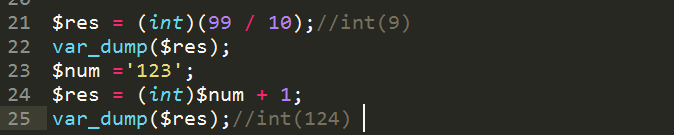 21 $res = (int)(99 / 10);//int(9)
22 var_dump($res);
23 $num ='123';
24 $res = (int)$num + 1;
25 var_dump($res);//int(124)